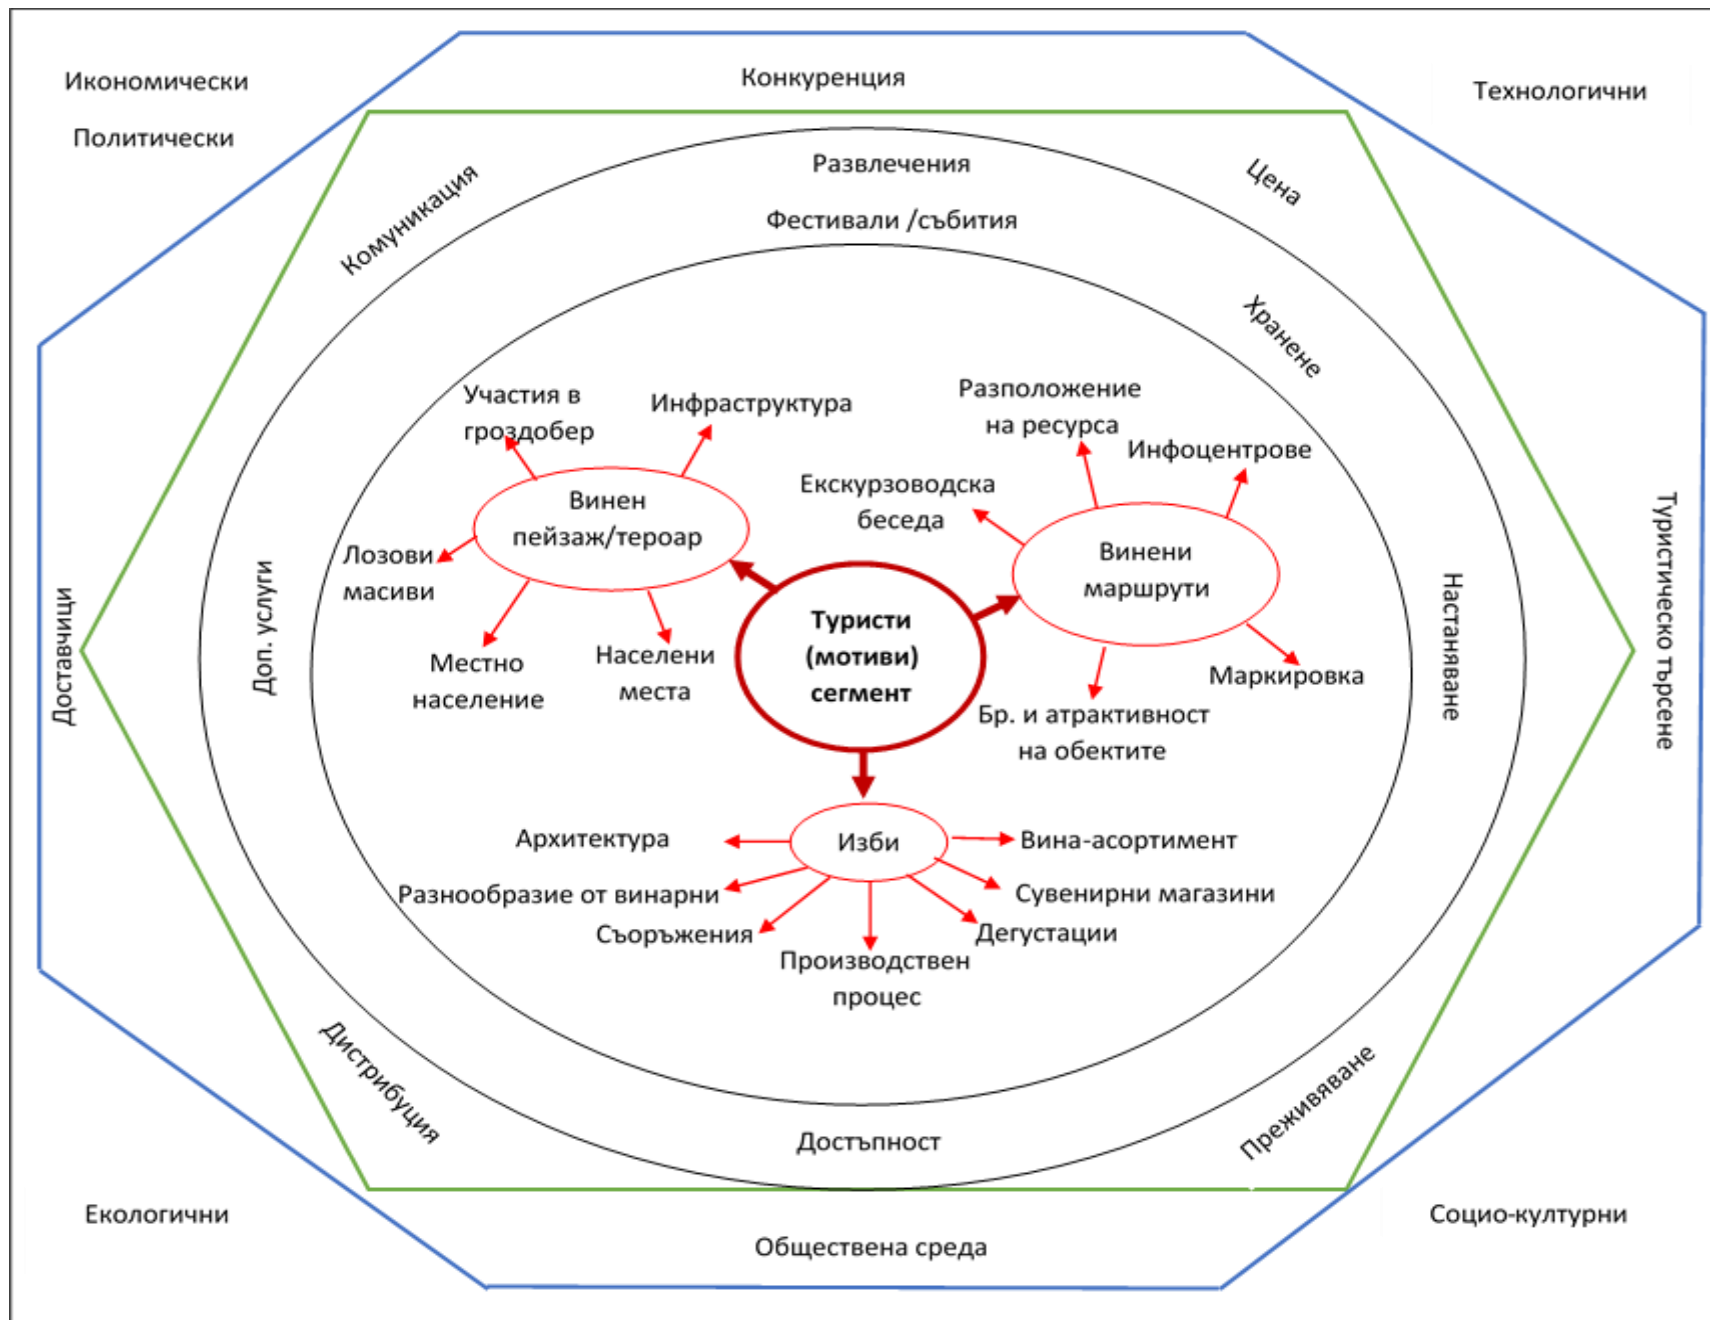 Икономически
Политически
Конкуренция
Технологични
Комуникация
Развлечения
Фестивали /събития
Цена
Хранене
Участия в
гроздобер
Инфраструктура
Разположение
на ресурса
Инфоцентрове
Екскурзоводска
беседа
Винен
пейзаж/тероар
Винени
маршрути
Лозови
масиви
Местно
население
Населени
места
Туристи
(мотиви)
сегмент
Маркировка
Бр. и атрактивност
на обектите
Доставчици
Доп. услуги
Настаняване
Туристическо търсене
Архитектура
Изби
Вина-асортимент
Разнообразие от винарни
Сувенирни магазини
Съоръжения
Дегустации
Производствен
процес
Дистрибуция
Достъпност
Преживяване
Екологични
Социо-културни
Обществена среда